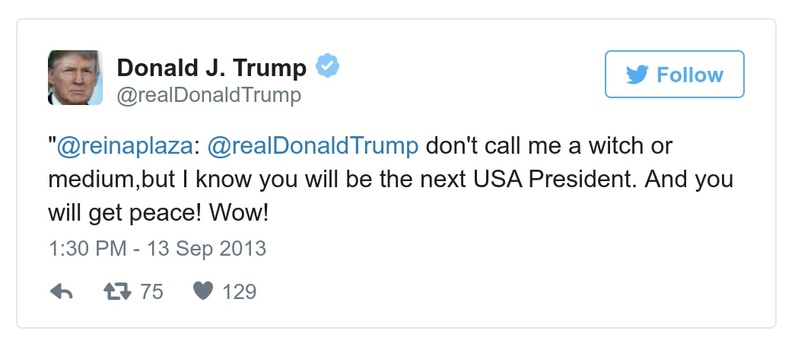 Donald J. Trump
@realDonaldTrump
Follow
"@reinaplaza: @realDonaldTrump don't call me a witch or
medium,but I know you will be the next USA President. And you
will get peace! Wow!
1:30 PM - 13 Sep 2013
75 129